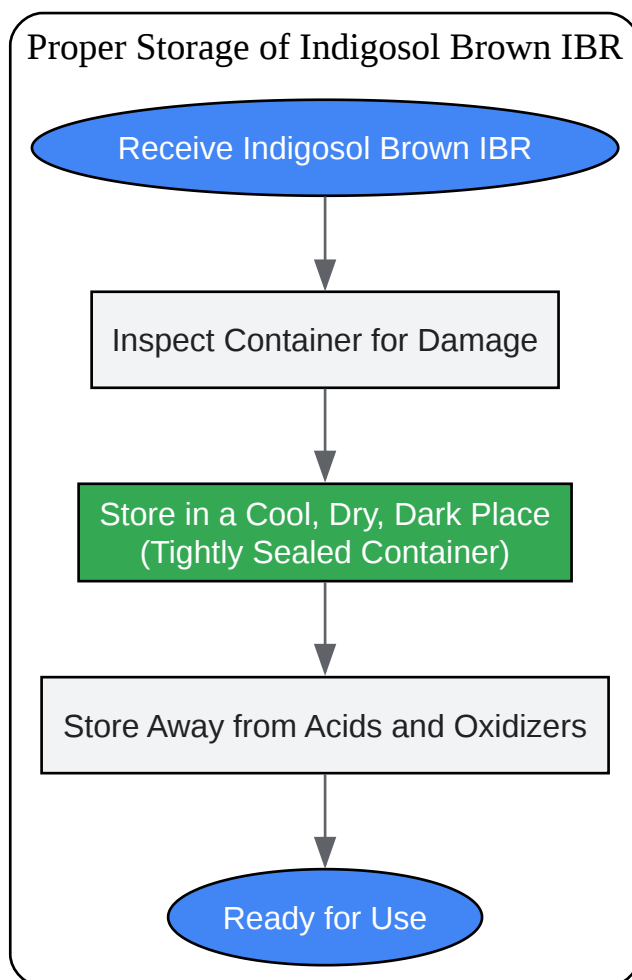 Proper Storage of Indigosol Brown IBR
Receive Indigosol Brown IBR
Inspect Container for Damage
Store in a Cool, Dry, Dark Place
(Tightly Sealed Container)
Store Away from Acids and Oxidizers
Ready for Use